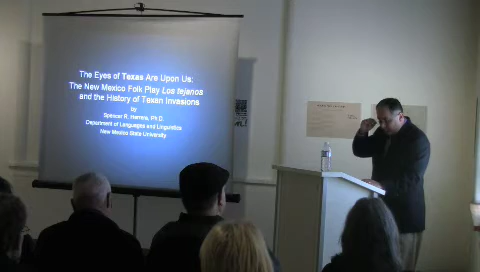 The Eyes of Texas Are Upon Us:
The New Mexico Folk Play Los tejanos
and the History of Texan Invasions
by
Spencer R. Herrera, Ph.D.
Department of Languages and Linguistics
New Mexico State University